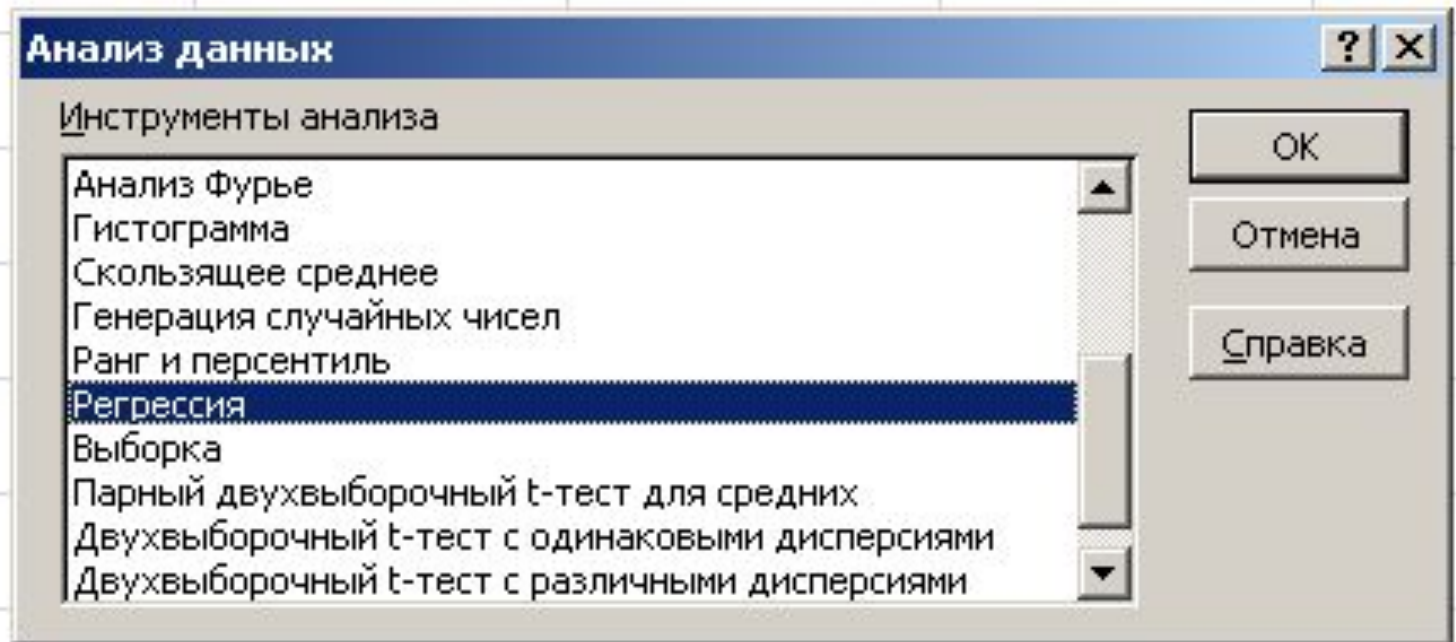 Анализ данных
Инструменты анализа
Анализ Фурье
Гистограмма
Скользящее среднее
Генерация случайных чисел
Ранг и персентиль
Регрессия
Выборка
Парный двухвыборочный t-тест для средних
Двухвыборочный t-тест с одинаковыми дисперсиями
Двухвыборочный t-тест с различными дисперсиями
ОК
Отмена
Справка